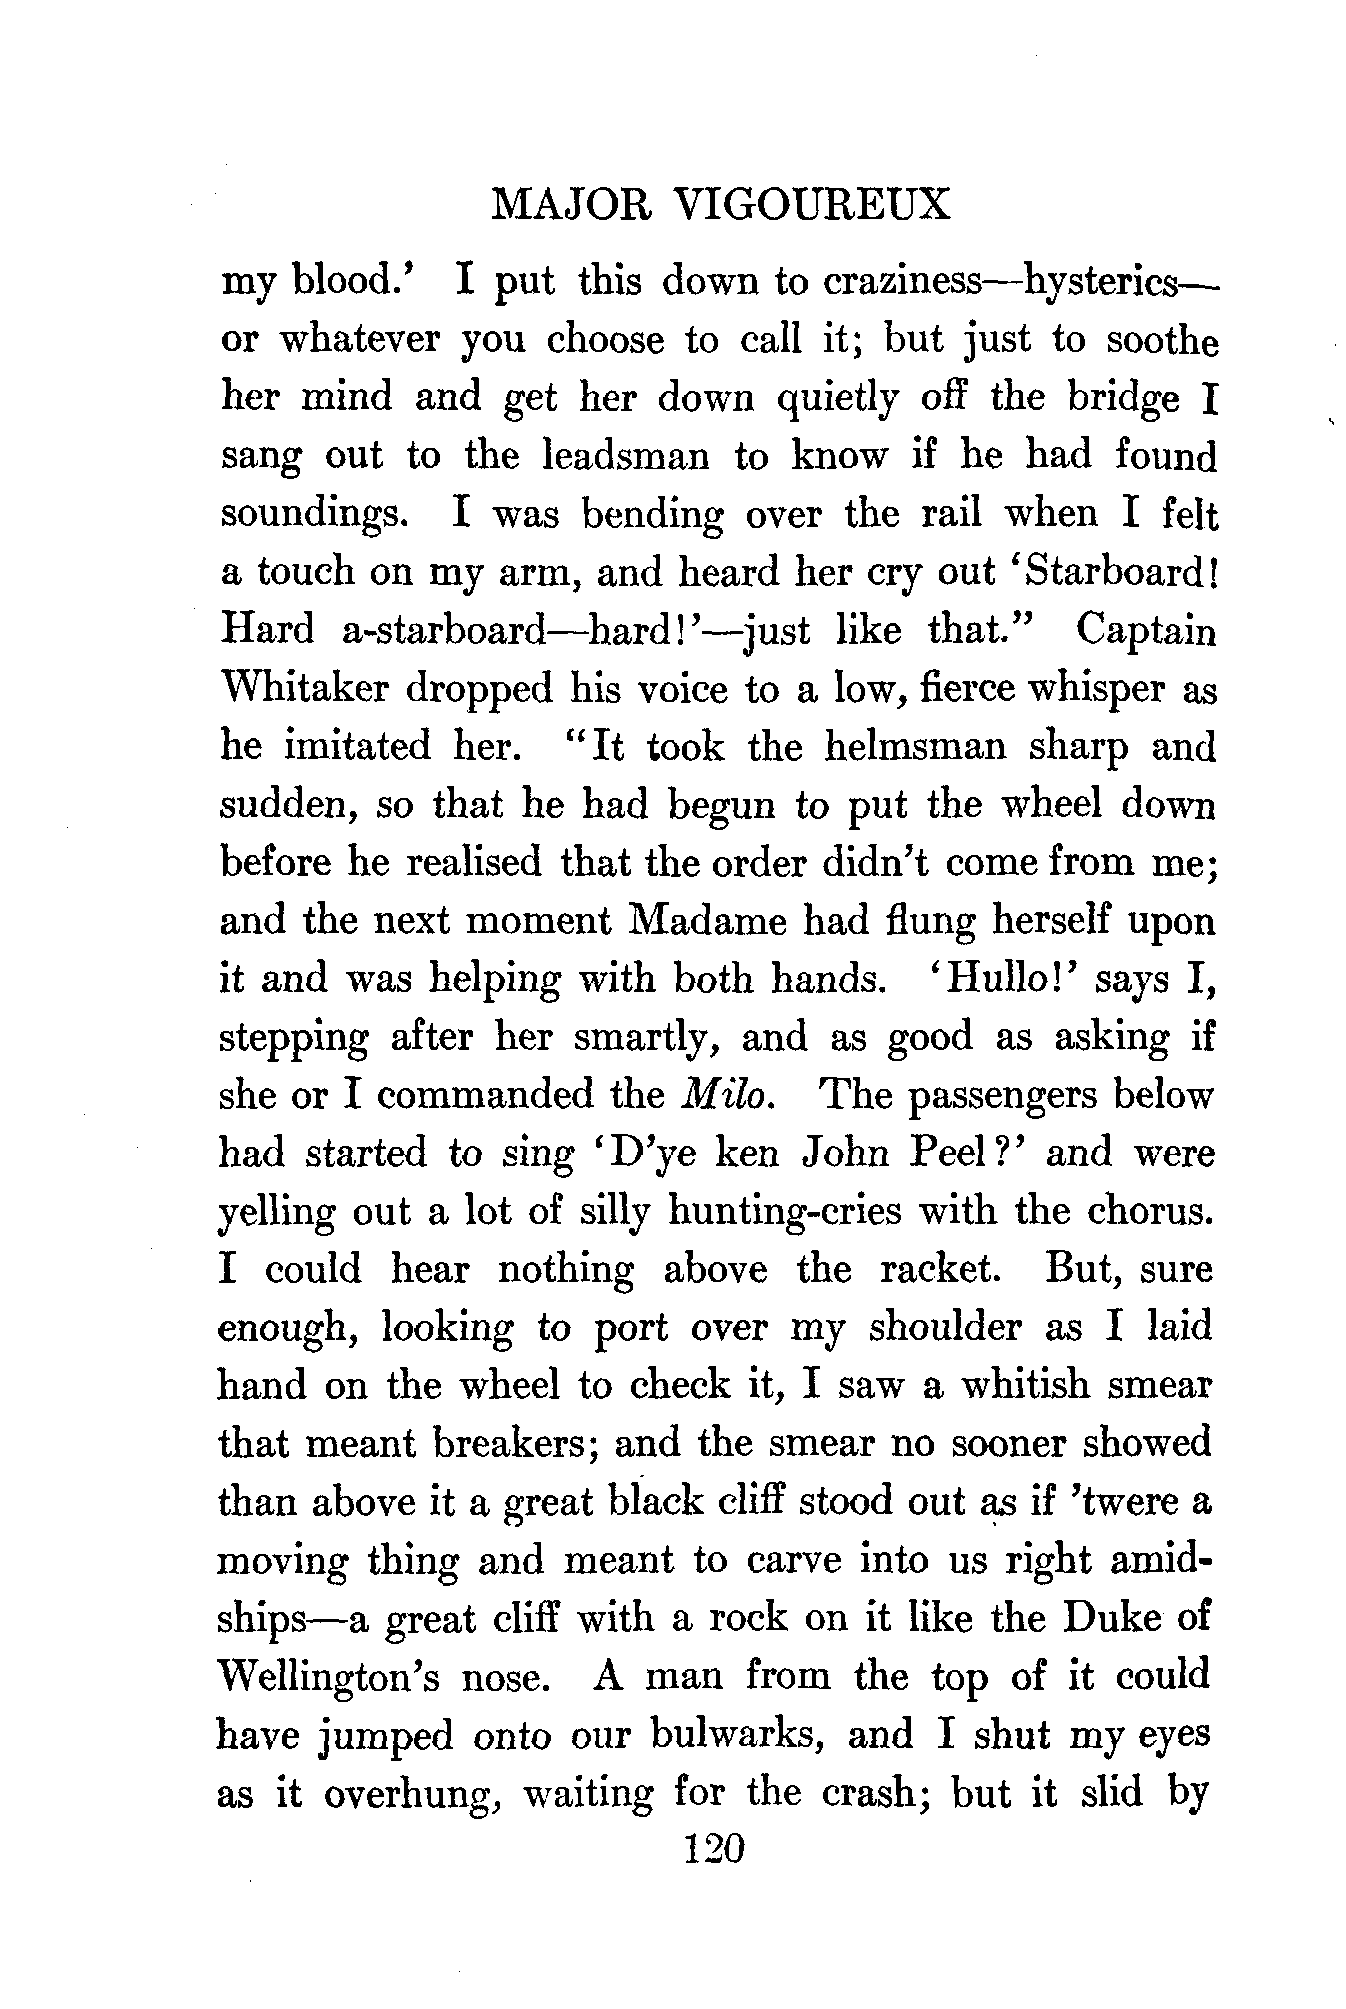 MAJOR VIGOUREUX
my blood.' I put this down to craziness—hysterics—
or whatever you choose to call it; but just to soothe
her mind and get her down quietly off the bridge I
sang out to the leadsman to know if he had found
soundings. I was bending over the rail when I felt
a touch on my arm, and heard her cry out 'Starboard!
Hard a-starboard—hard!'—just like that." Captain
Whitaker dropped his voice to a low, fierce whisper as
he imitated her. "It took the helmsman sharp and
sudden, so that he had begun to put the wheel down
before he realised that the order didn't come from me;
and the next moment Madame had flung herself upon
it and was helping with both hands. 'Hullo!' says I,
stepping after her smartly, and as good as asking if
she or I commanded the Milo. The passengers below
had started to sing 'D'ye ken John Peel?' and were
yelling out a lot of silly hunting-cries with the chorus.
I could hear nothing above the racket. But, sure
enough, looking to port over my shoulder as I laid
hand on the wheel to check it, I saw a whitish smear
that meant breakers; and the smear no sooner showed
than above it a great black cliff stood out as if 'twere a
moving thing and meant to carve into us right amid-
ships—a great cliff with a rock on it like the Duke of
Wellington's nose. A man from the top of it could
have jumped onto our bulwarks, and I shut my eyes
as it overhung, waiting for the crash; but it slid by
120